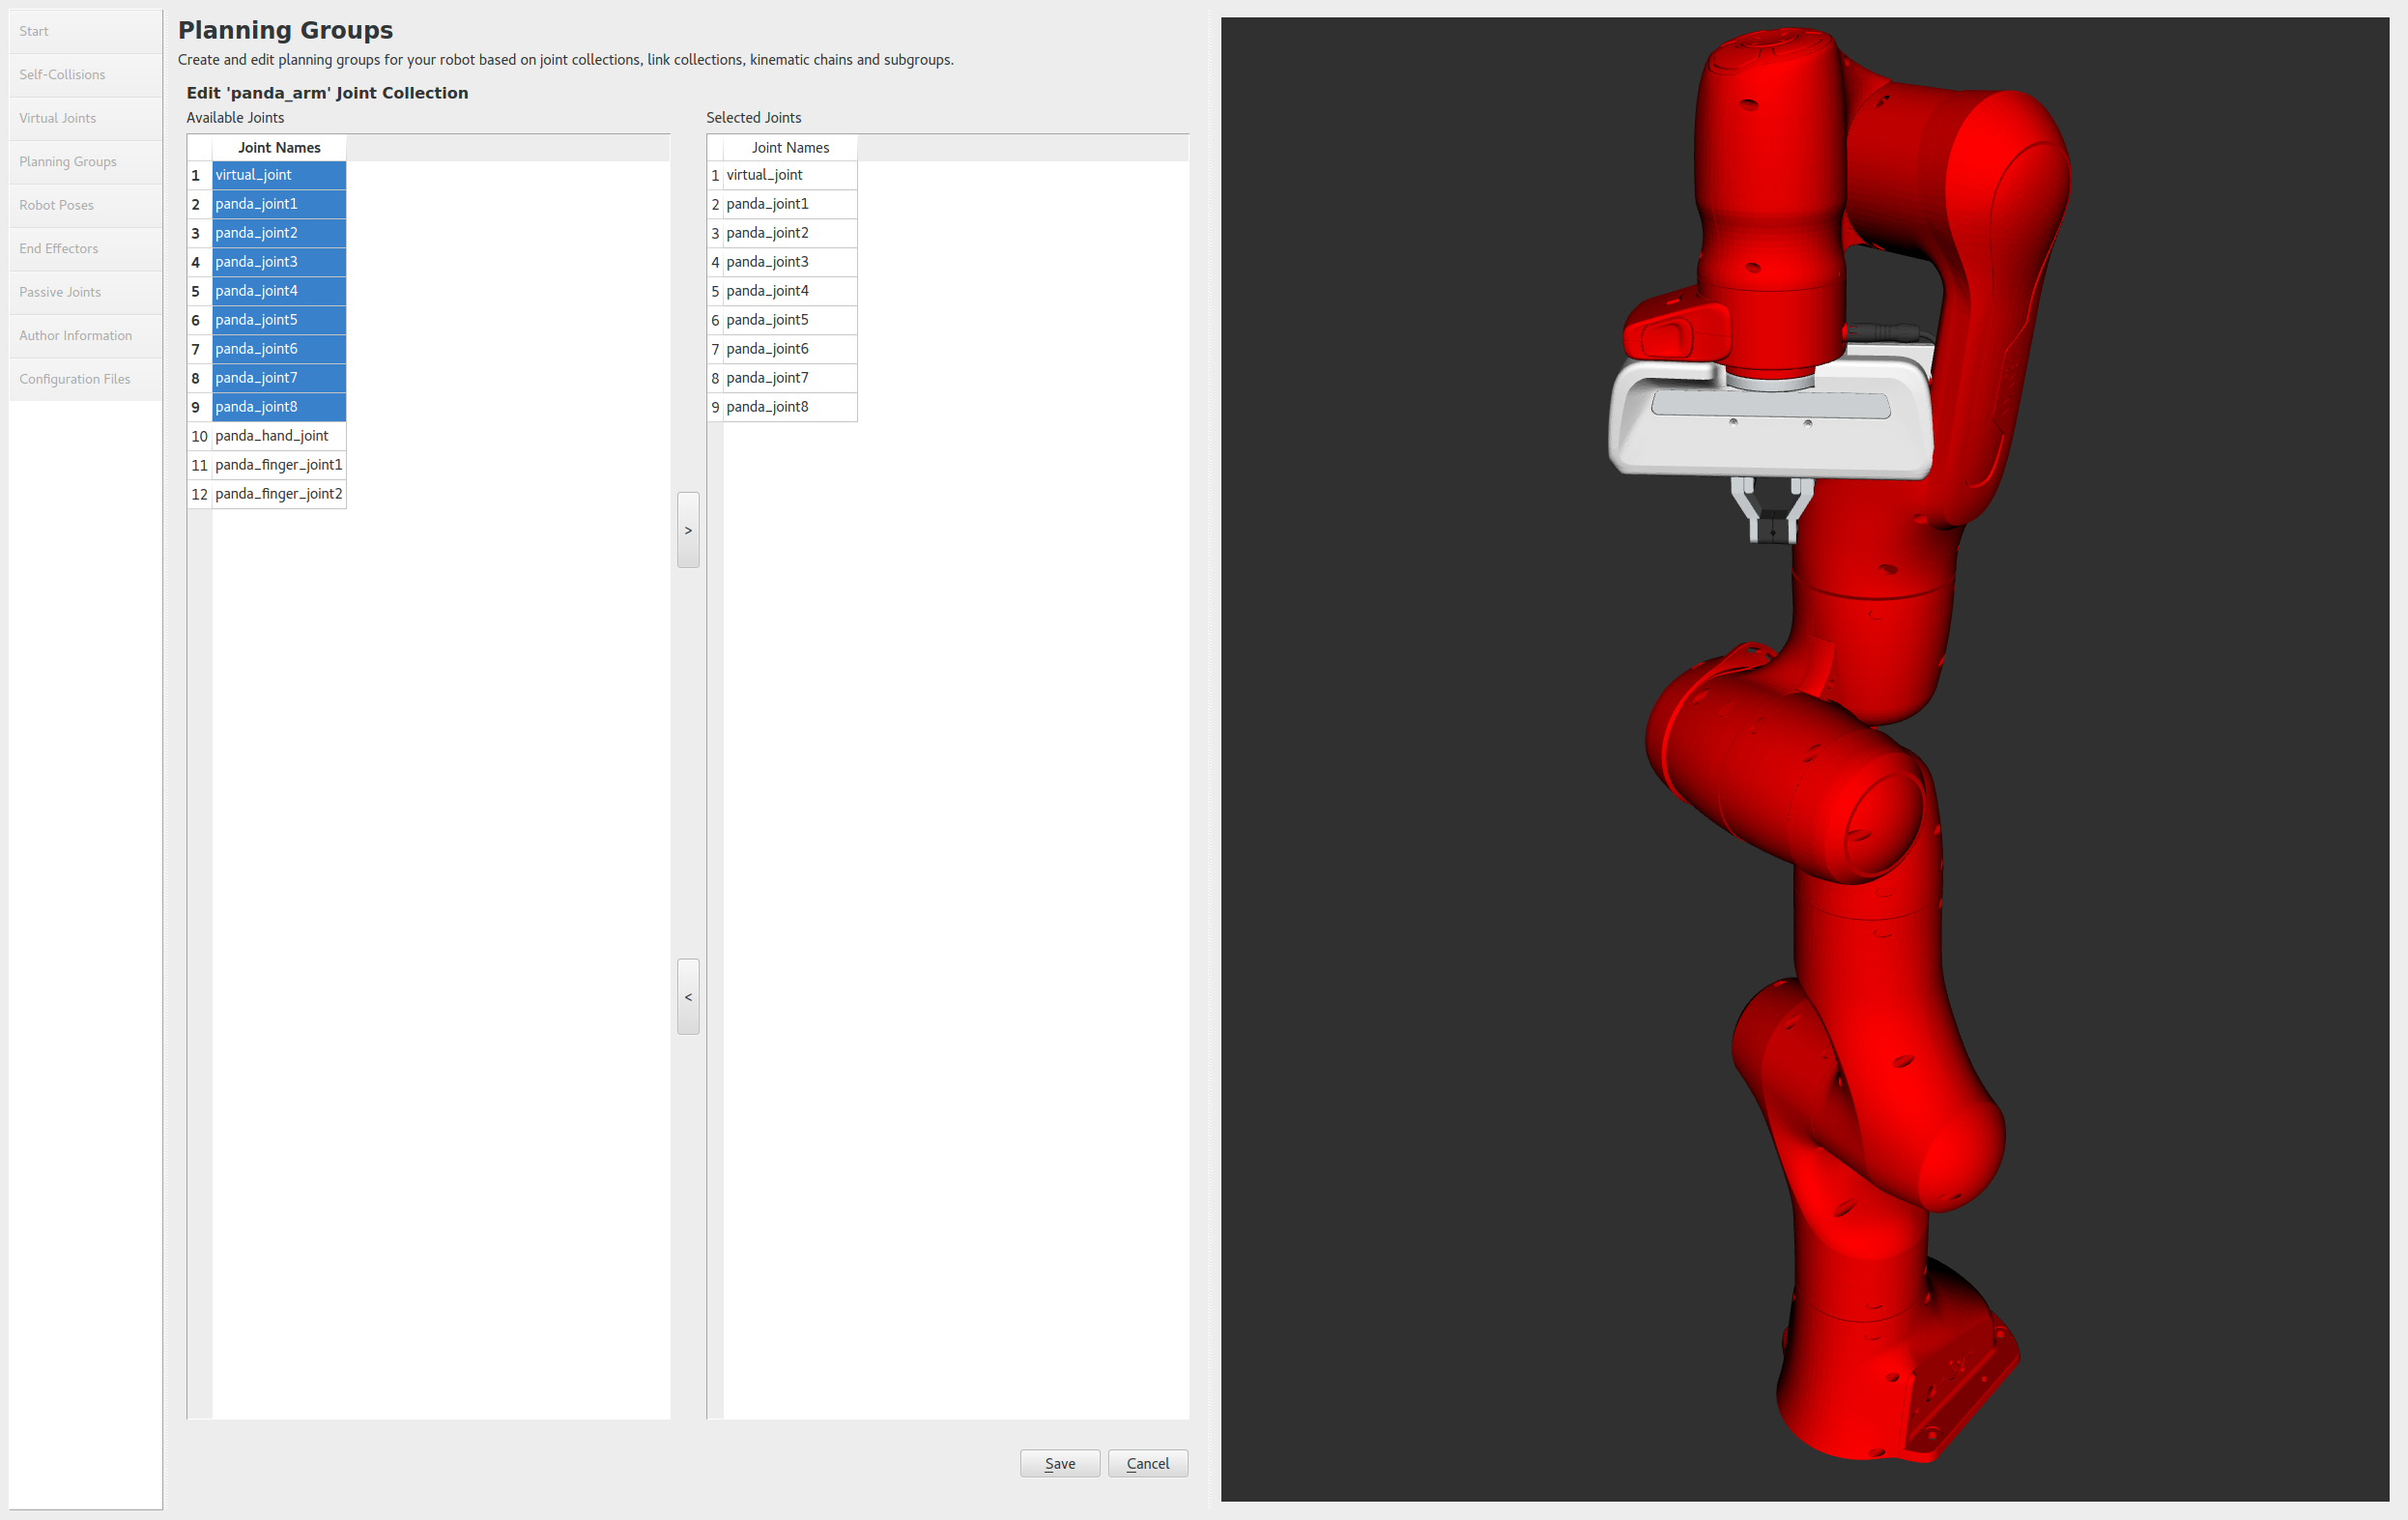 Start
Self-Collisions
Virtual Joints
Planning Groups
Robot Poses
End Effectors
Passive Joints
Author Information
Configuration Files
Planning Groups
Create and edit planning groups for your robot based on joint collections, link collections, kinematic chains and subgroups.
Edit 'panda_arm' Joint Collection
Available Joints
Joint Names
1 virtual_joint
2 panda_joint1
3 panda_joint2
4 panda_joint3
5 panda_joint4
6 panda_joint5
7 panda_joint6
8 panda_joint7
9 panda_joint8
10 panda_hand_joint
11 panda_finger_joint1
12 panda_finger_joint2
>
<
Selected Joints
Joint Names
1 virtual_joint
2 panda_joint1
3 panda_joint2
4 panda_joint3
5 panda_joint4
6 panda_joint5
7 panda_joint6
8 panda_joint7
9 panda_joint8
Save Cancel